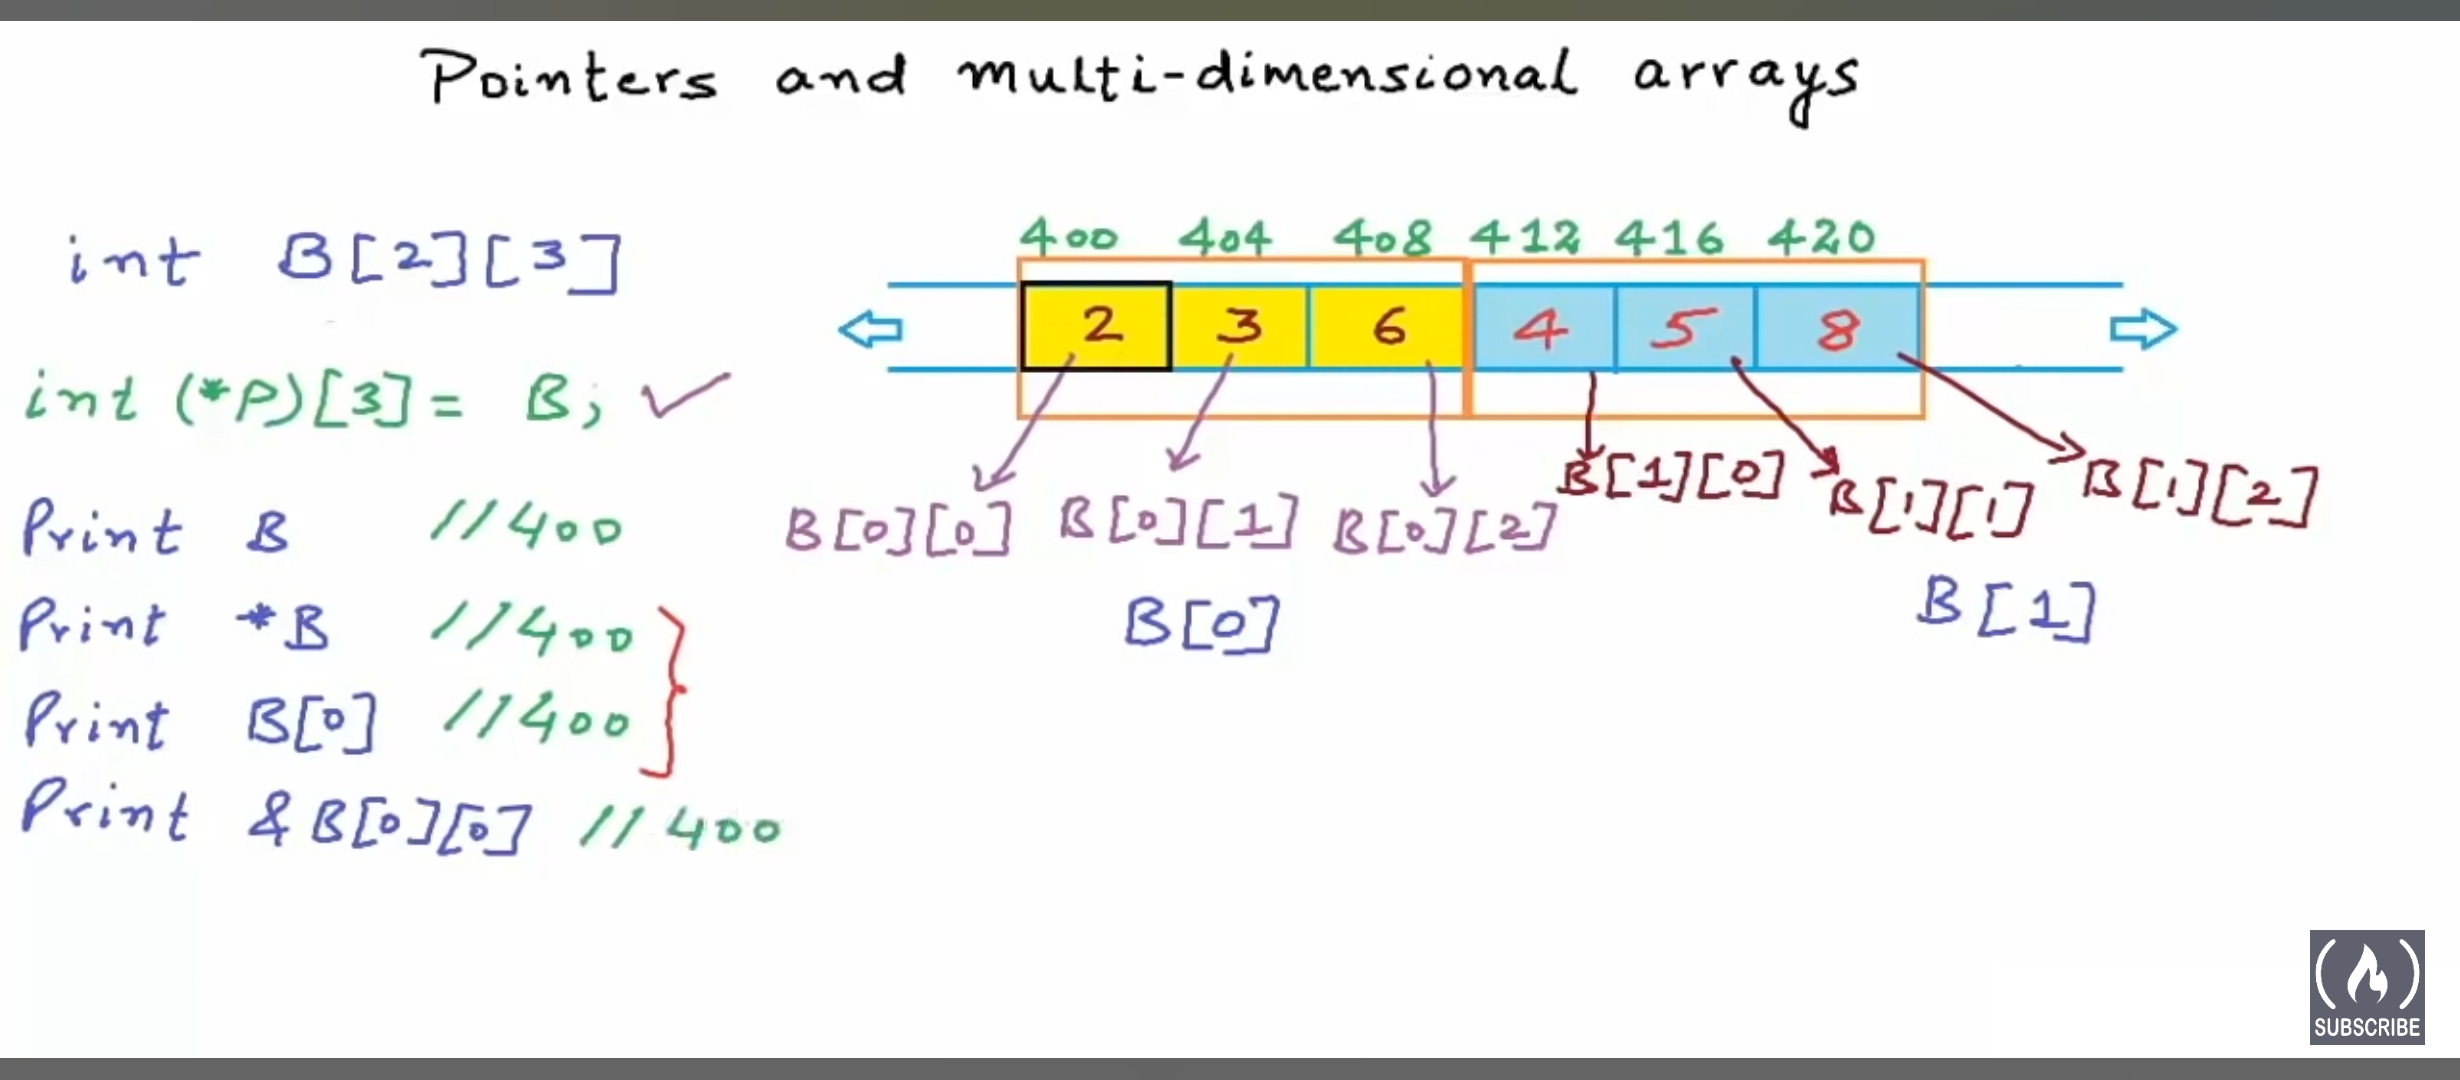 Pointers and multi-dimensional arrays
int B[2][3]
int (*P)[3] = B;
Print B //400
Print *B //400
Print B[0] //400
Print &B[0][0] //400
400 404 408 412 416 420
2 3 6 4 5 8
B[0][0] B[0][1] B[0][2] B[1][0] B[1][1] B[1][2]
B[0] B[1]
SUBSCRIBE